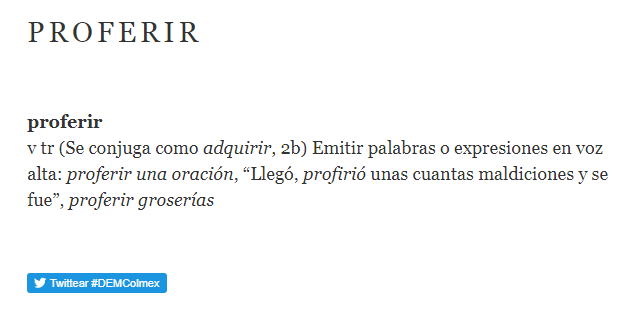 PROFERIR
proferir
v tr (Se conjuga como adquirir, 2b) Emitir palabras o expresiones en voz
alta: proferir una oración, “Llegó, profirió unas cuantas maldiciones y se
fue”, proferir groserías
Twittear #DEMColmex